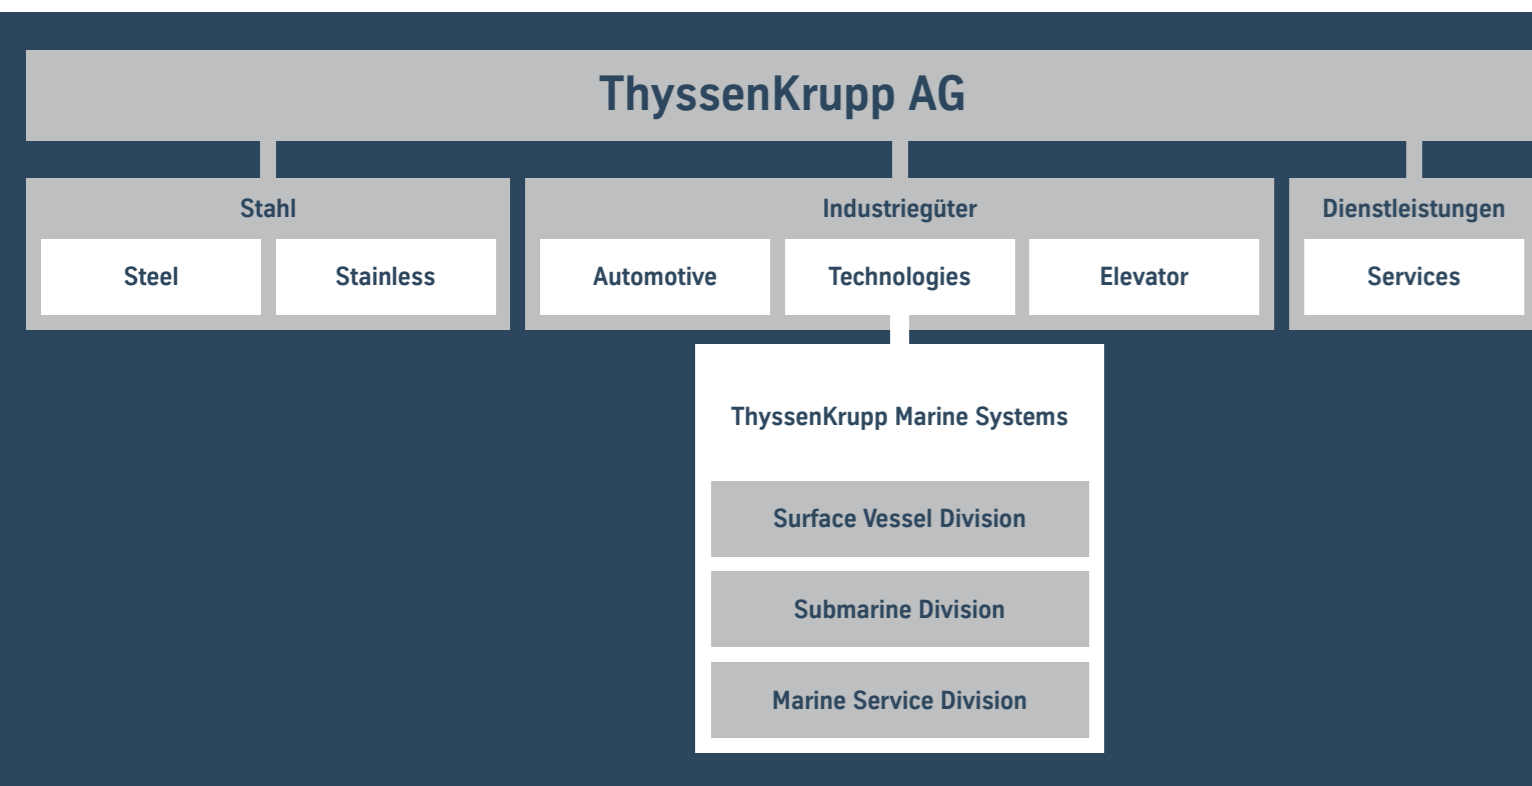 ThyssenKrupp AG
Stahl
Industriegüter
Dienstleistungen
Steel
Stainless
Automotive
Technologies
Elevator
Services
ThyssenKrupp Marine Systems
Surface Vessel Division
Submarine Division
Marine Service Division